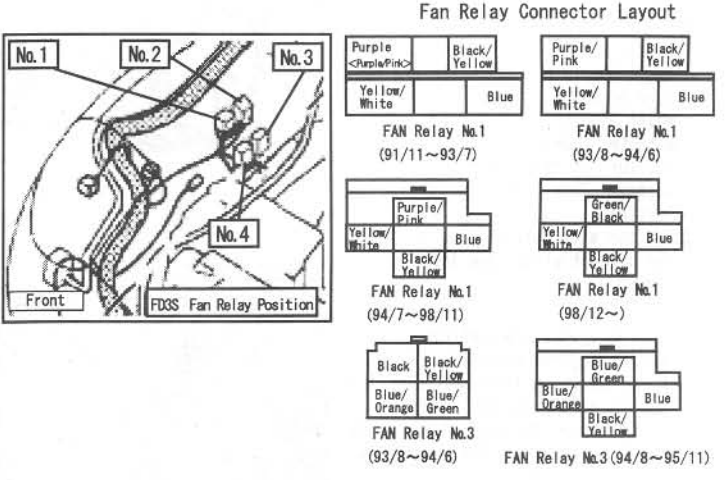 Fan Relay Connector Layout
No.1
No.2
No.3
No.4
Front
FD3S Fan Relay Position
Purple
<Purple/Pink>
Black/
Yellow
Yellow/
White
Blue
FAN Relay No.1
(91/11~93/7)
Purple/
Pink
Black/
Yellow
Yellow/
White
Blue
FAN Relay No.1
(93/8~94/6)
Purple/
Pink
Yellow/
White
Blue
Black/
Yellow
FAN Relay No.1
(94/7~98/11)
Green/
Black
Yellow/
White
Blue
Black/
Yellow
FAN Relay No.1
(98/12~)
Black
Black/
Yellow
Blue/
Orange
Blue/
Green
FAN Relay No.3
(93/8~94/6)
Blue/
Green
Blue/
Orange
Blue
Black/
Yellow
FAN Relay No.3(94/8~95/11)